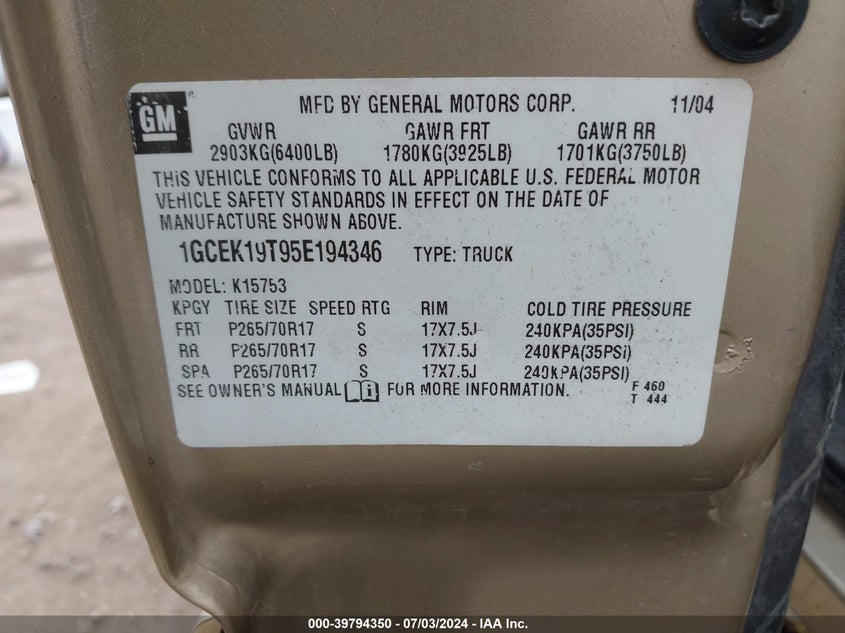 GM
MFD BY GENERAL MOTORS CORP. 11/04
GVWR GAWR FRT GAWR RR
2903KG(6400LB) 1780KG(3925LB) 1701KG(3750LB)
THIS VEHICLE CONFORMS TO ALL APPLICABLE U.S. FEDERAL MOTOR
VEHICLE SAFETY STANDARDS IN EFFECT ON THE DATE OF
MANUFACTURE SHOWN ABOVE.
1GCEK19T95E194346 TYPE: TRUCK
MODEL: K15753
KPGY TIRE SIZE SPEED RTG RIM COLD TIRE PRESSURE
FRT P265/70R17 S 17X7.5J 240KPA(35PSI)
RR P265/70R17 S 17X7.5J 240KPA(35PSI)
SPA P265/70R17 S 17X7.5J 240KPA(35PSI)
SEE OWNER'S MANUAL i FOR MORE INFORMATION. F 460
T 444
000-39794350 - 07/03/2024 - IAA Inc.